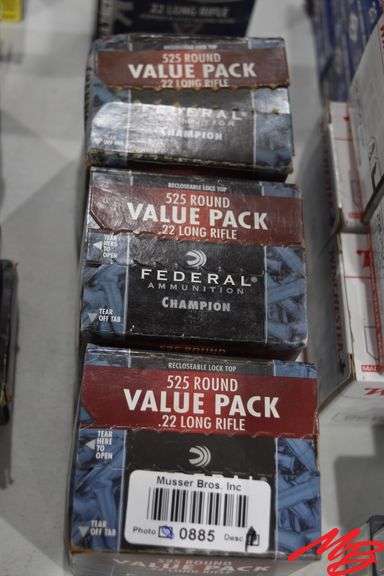 22 LONG RIFLE
RECLOSEABLE LOCK TOP
525 ROUND
VALUE PACK
.22 LONG RIFLE
FEDERAL
AMMUNITION
CHAMPION
RECLOSEABLE LOCK TOP
525 ROUND
VALUE PACK
.22 LONG RIFLE
TEAR
HERE
TO
OPEN
FEDERAL®
AMMUNITION
CHAMPION
TEAR
OFF TAB
RECLOSEABLE LOCK TOP
525 ROUND
VALUE PACK
.22 LONG RIFLE
TEAR
HERE
TO
OPEN
TEAR
OFF TAB
Musser Bros. Inc
Photo 0885 Desc
MB